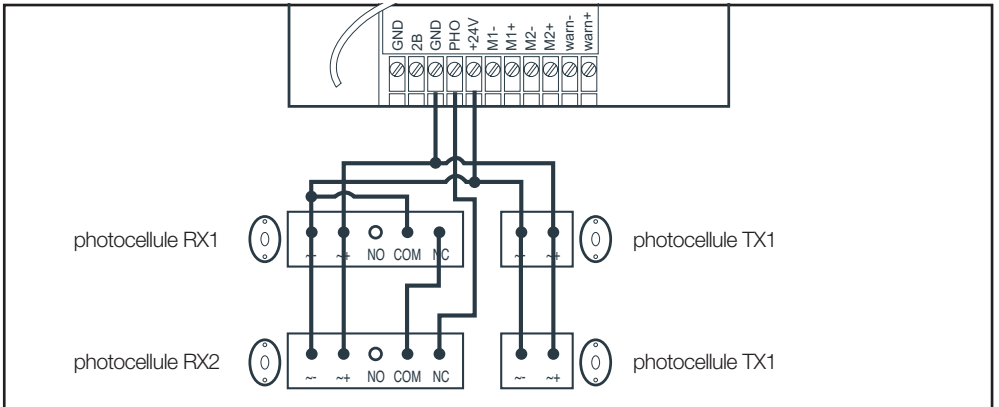 GND 2B GND PHO +24V M1- M1+ M2- M2+ warn- warn+
photocellule RX1
~- ~+ NO COM NC
photocellule TX1
~- ~+
photocellule RX2
~- ~+ NO COM NC
photocellule TX1
~- ~+